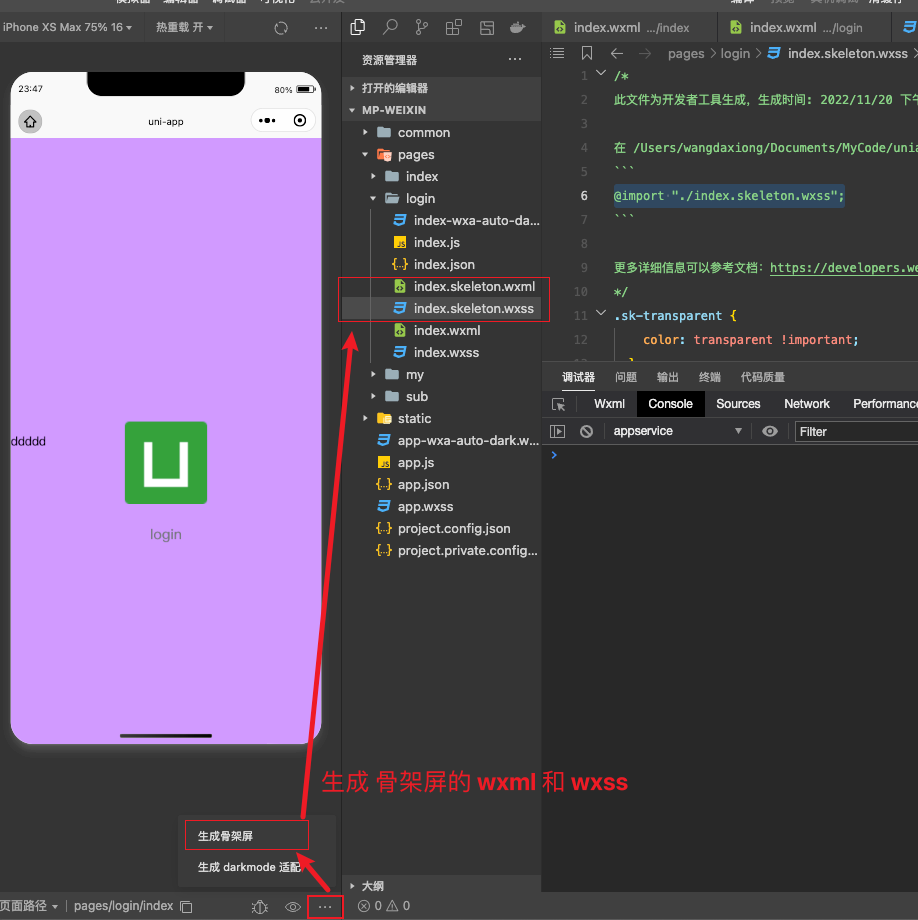 iPhone XS Max 75% 16
热重载 开
资源管理器
打开的编辑器
MP-WEIXIN
common
pages
index
login
index-wxa-auto-da...
index.js
index.json
index.skeleton.wxml
index.skeleton.wxss
index.wxml
index.wxss
my
sub
static
app-wxa-auto-dark.w...
app.js
app.json
app.wxss
project.config.json
project.private.config...
大纲
23:47
80%
uni-app
ddddd
login
生成骨架屏
生成 darkmode 适配
页面路径
pages/login/index
0 0
生成 骨架屏的 wxml 和 wxss
index.wxml .../index
index.wxml .../login
pages > login > index.skeleton.wxss
1 /*
2 此文件为开发者工具生成，生成时间: 2022/11/20 下午
3
4 在 /Users/wangdaxiong/Documents/MyCode/unia
5 ```
6 @import "./index.skeleton.wxss";
7 ```
8
9 更多详细信息可以参考文档：https://developers.we
10 */
11 .sk-transparent {
12 color: transparent !important;
调试器 问题 输出 终端 代码质量
Wxml Console Sources Network Performance
appservice
Filter